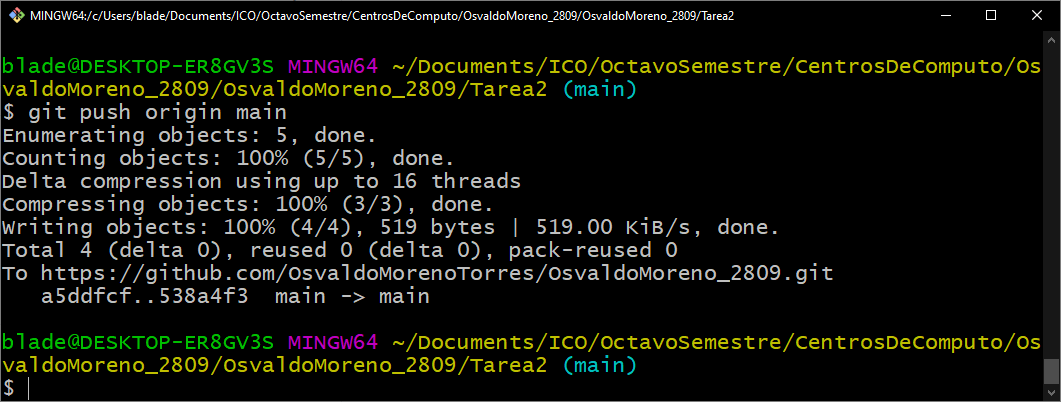 MINGW64:/c/Users/blade/Documents/ICO/OctavoSemestre/CentrosDeComputo/OsvaldoMoreno_2809/OsvaldoMoreno_2809/Tarea2
blade@DESKTOP-ER8GV3S MINGW64 ~/Documents/ICO/OctavoSemestre/CentrosDeComputo/Os
valdoMoreno_2809/OsvaldoMoreno_2809/Tarea2 (main)
$ git push origin main
Enumerating objects: 5, done.
Counting objects: 100% (5/5), done.
Delta compression using up to 16 threads
Compressing objects: 100% (3/3), done.
Writing objects: 100% (4/4), 519 bytes | 519.00 KiB/s, done.
Total 4 (delta 0), reused 0 (delta 0), pack-reused 0
To https://github.com/OsvaldoMorenoTorres/OsvaldoMoreno_2809.git
   a5ddfcf..538a4f3  main -> main
blade@DESKTOP-ER8GV3S MINGW64 ~/Documents/ICO/OctavoSemestre/CentrosDeComputo/Os
valdoMoreno_2809/OsvaldoMoreno_2809/Tarea2 (main)
$